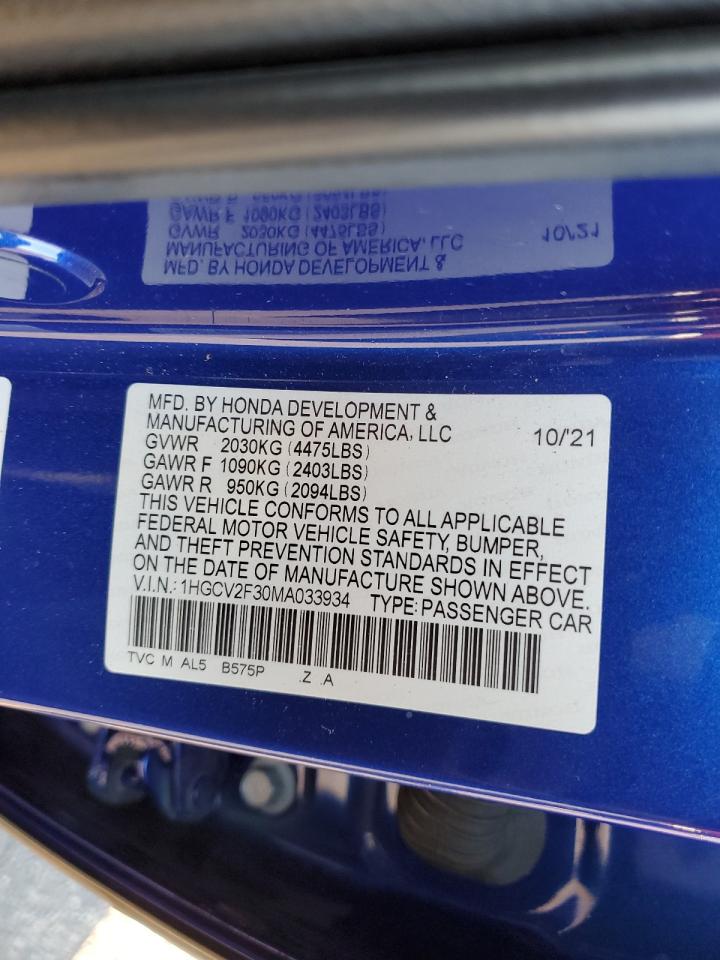 MFD. BY HONDA DEVELOPMENT &
MANUFACTURING OF AMERICA, LLC 10/'21
GVWR 2030KG (4475LBS)
GAWR F 1090KG (2403LBS)
GAWR R 950KG (2094LBS)
THIS VEHICLE CONFORMS TO ALL APPLICABLE
FEDERAL MOTOR VEHICLE SAFETY, BUMPER,
AND THEFT PREVENTION STANDARDS IN EFFECT
ON THE DATE OF MANUFACTURE SHOWN ABOVE.
V.I.N.: 1HGCV2F30MA033934 TYPE: PASSENGER CAR
TVC M AL5 B575P .Z .A